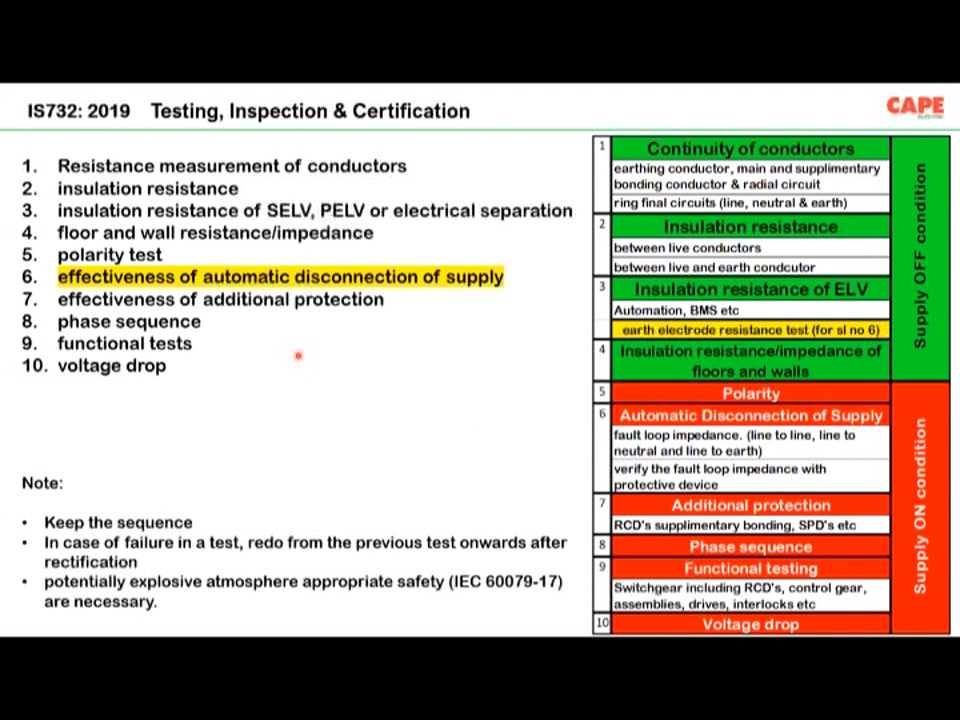 IS732: 2019 Testing, Inspection & Certification
CAPE
1. Resistance measurement of conductors
2. insulation resistance
3. insulation resistance of SELV, PELV or electrical separation
4. floor and wall resistance/impedance
5. polarity test
6. effectiveness of automatic disconnection of supply
7. effectiveness of additional protection
8. phase sequence
9. functional tests
10. voltage drop
Note:
• Keep the sequence
• In case of failure in a test, redo from the previous test onwards after
rectification
• potentially explosive atmosphere appropriate safety (IEC 60079-17)
are necessary.
1 Continuity of conductors
earthing conductor, main and supplimentary
bonding conductor & radial circuit
ring final circuits (line, neutral & earth)
2 Insulation resistance
between live conductors
between live and earth condcutor
3 Insulation resistance of ELV
Automation, BMS etc
earth electrode resistance test (for sl no 6)
4 Insulation resistance/impedance of
floors and walls
Supply OFF condition
5 Polarity
6 Automatic Disconnection of Supply
fault loop impedance. (line to line, line to
neutral and line to earth)
verify the fault loop impedance with
protective device
7 Additional protection
RCD's supplimentary bonding, SPD's etc
8 Phase sequence
9 Functional testing
Switchgear including RCD's, control gear,
assemblies, drives, interlocks etc
10 Voltage drop
Supply ON condition